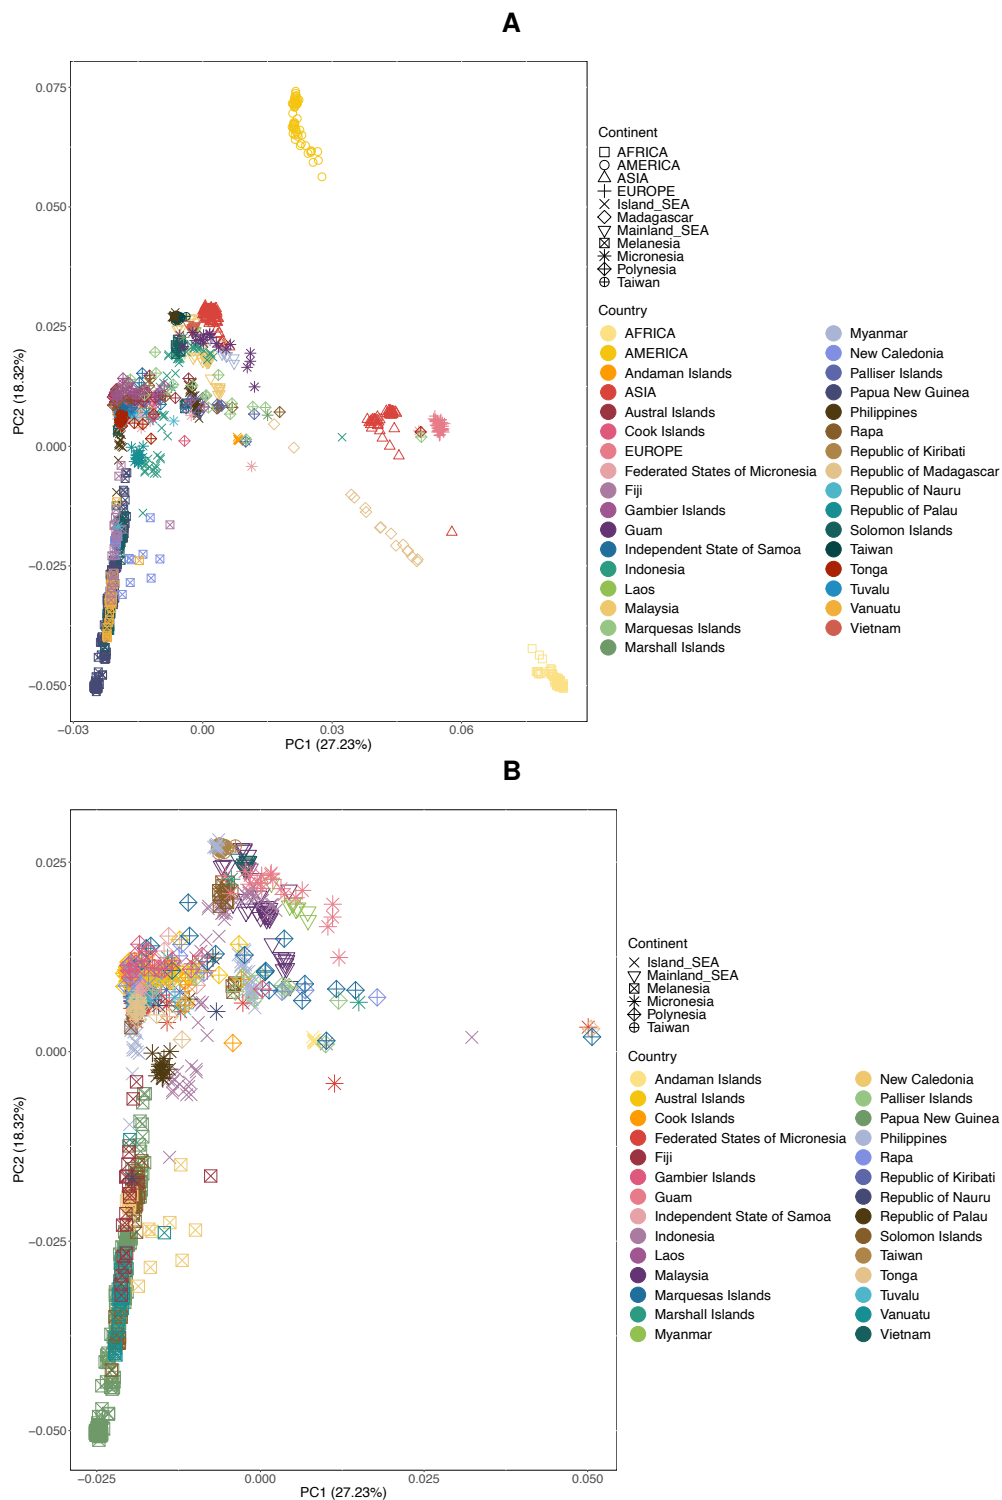 A
0.075
0.050
0.025
0.000
−0.025
−0.050
PC2 (18.32%)
−0.03
0.00
0.03
0.06
PC1 (27.23%)
Continent
AFRICA
AMERICA
ASIA
EUROPE
Island_SEA
Madagascar
Mainland_SEA
Melanesia
Micronesia
Polynesia
Taiwan
Country
AFRICA
AMERICA
Andaman Islands
ASIA
Austral Islands
Cook Islands
EUROPE
Federated States of Micronesia
Fiji
Gambier Islands
Guam
Independent State of Samoa
Indonesia
Laos
Malaysia
Marquesas Islands
Marshall Islands
Myanmar
New Caledonia
Palliser Islands
Papua New Guinea
Philippines
Rapa
Republic of Kiribati
Republic of Madagascar
Republic of Nauru
Republic of Palau
Solomon Islands
Taiwan
Tonga
Tuvalu
Vanuatu
Vietnam
B
0.025
0.000
−0.025
−0.050
PC2 (18.32%)
−0.025
0.000
0.025
0.050
PC1 (27.23%)
Continent
Island_SEA
Mainland_SEA
Melanesia
Micronesia
Polynesia
Taiwan
Country
Andaman Islands
Austral Islands
Cook Islands
Federated States of Micronesia
Fiji
Gambier Islands
Guam
Independent State of Samoa
Indonesia
Laos
Malaysia
Marquesas Islands
Marshall Islands
Myanmar
New Caledonia
Palliser Islands
Papua New Guinea
Philippines
Rapa
Republic of Kiribati
Republic of Nauru
Republic of Palau
Solomon Islands
Taiwan
Tonga
Tuvalu
Vanuatu
Vietnam